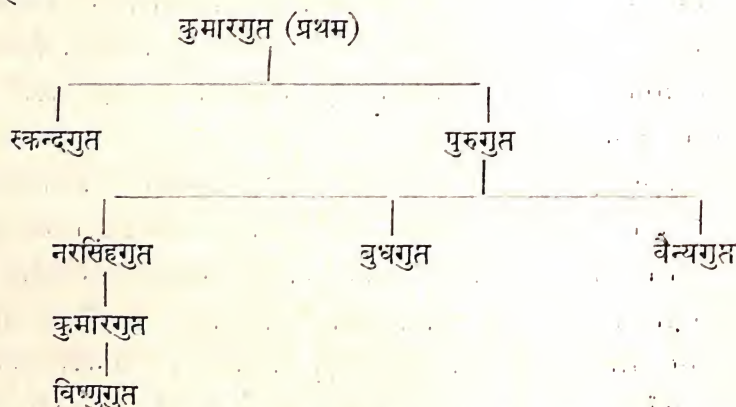 कुमारगुप्त (प्रथम)
स्कन्दगुप्त पुरुगुप्त
नरसिंहगुप्त बुधगुप्त वैन्यगुप्त
कुमारगुप्त
विष्णुगुप्त